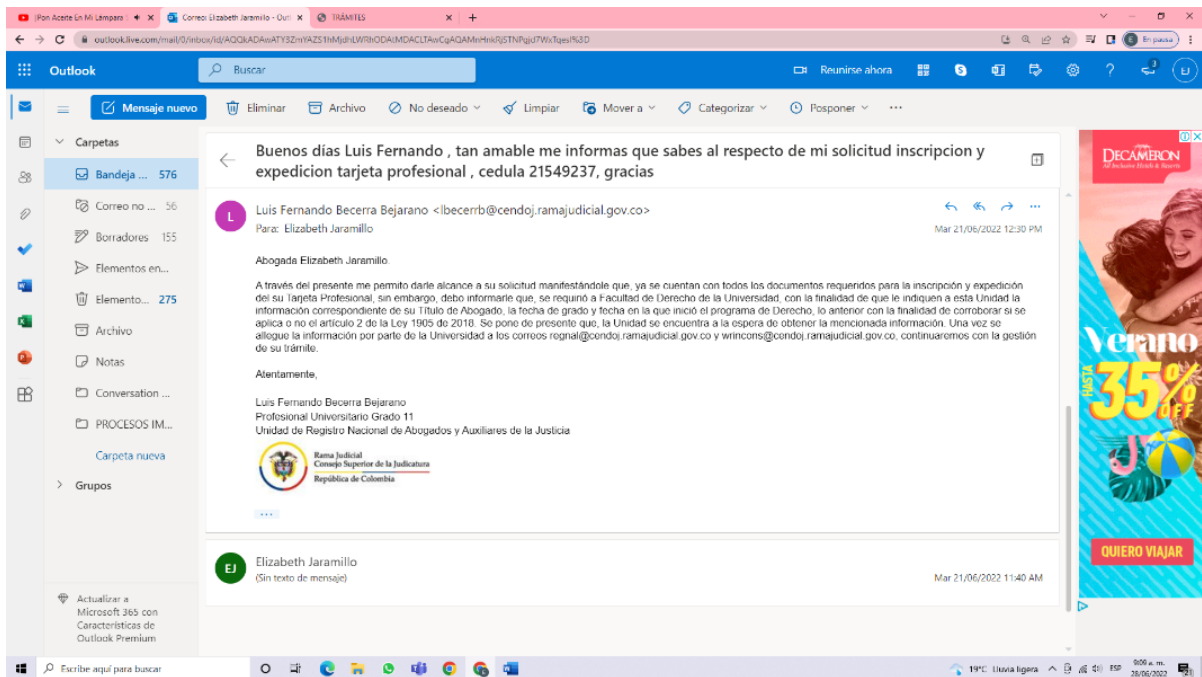 (Pon Aceite En Mi Lámpara
Correo: Elizabeth Jaramillo - Outl
TRÁMITES
En pausa
Outlook
Buscar
Reunirse ahora
EJ
Mensaje nuevo
Eliminar
Archivo
No deseado
Limpiar
Mover a
Categorizar
Posponer
Carpetas
Bandeja ... 576
Correo no ... 56
Borradores 155
Elementos en...
Elemento... 275
Archivo
Notas
Conversation ...
PROCESOS IM...
Carpeta nueva
Grupos
Actualizar a
Microsoft 365 con
Características de
Outlook Premium
Buenos días Luis Fernando , tan amable me informas que sabes al respecto de mi solicitud inscripcion y
expedicion tarjeta profesional , cedula 21549237, gracias
L
Luis Fernando Becerra Bejarano <lbecerrb@cendoj.ramajudicial.gov.co>
Para: Elizabeth Jaramillo
Mar 21/06/2022 12:30 PM
Abogada Elizabeth Jaramillo.
A través del presente me permito darle alcance a su solicitud manifestándole que, ya se cuentan con todos los documentos requeridos para la inscripción y expedición
del su Tarjeta Profesional, sin embargo, debo informarle que, se requirió a Facultad de Derecho de la Universidad, con la finalidad de que le indiquen a esta Unidad la
información correspondiente de su Título de Abogado, la fecha de grado y fecha en la que inició el programa de Derecho, lo anterior con la finalidad de corroborar si se
aplica o no el artículo 2 de la Ley 1905 de 2018. Se pone de presente que, la Unidad se encuentra a la espera de obtener la mencionada información. Una vez se
allegue la información por parte de la Universidad a los correos regnal@cendoj.ramajudicial.gov.co y wrincons@cendoj.ramajudicial.gov.co, continuaremos con la gestión
de su trámite.
Atentamente,
Luis Fernando Becerra Bejarano
Profesional Universitario Grado 11
Unidad de Registro Nacional de Abogados y Auxiliares de la Justicia
Rama Judicial
Consejo Superior de la Judicatura
República de Colombia
EJ
Elizabeth Jaramillo
(Sin texto de mensaje)
Mar 21/06/2022 11:40 AM
DECAMERON
All Inclusive Hotels & Resorts
Verano
HASTA
35%
OFF
QUIERO VIAJAR
Escribe aquí para buscar
19°C Lluvia ligera
ESP
9:09 a. m.
28/06/2022